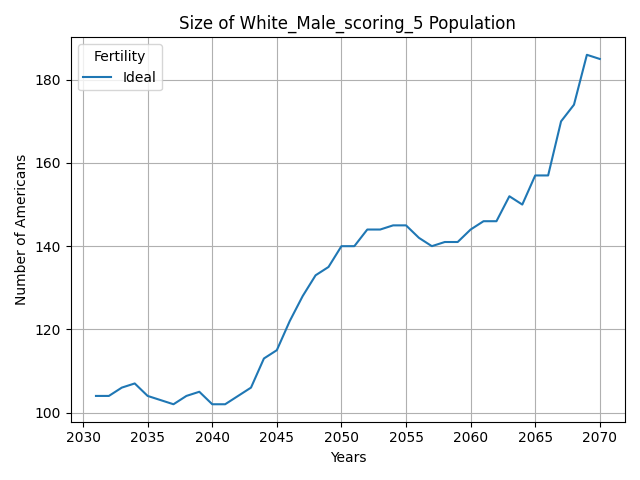 Size of White_Male_scoring_5 Population
Fertility
Ideal
Number of Americans
180
160
140
120
100
2030 2035 2040 2045 2050 2055 2060 2065 2070
Years